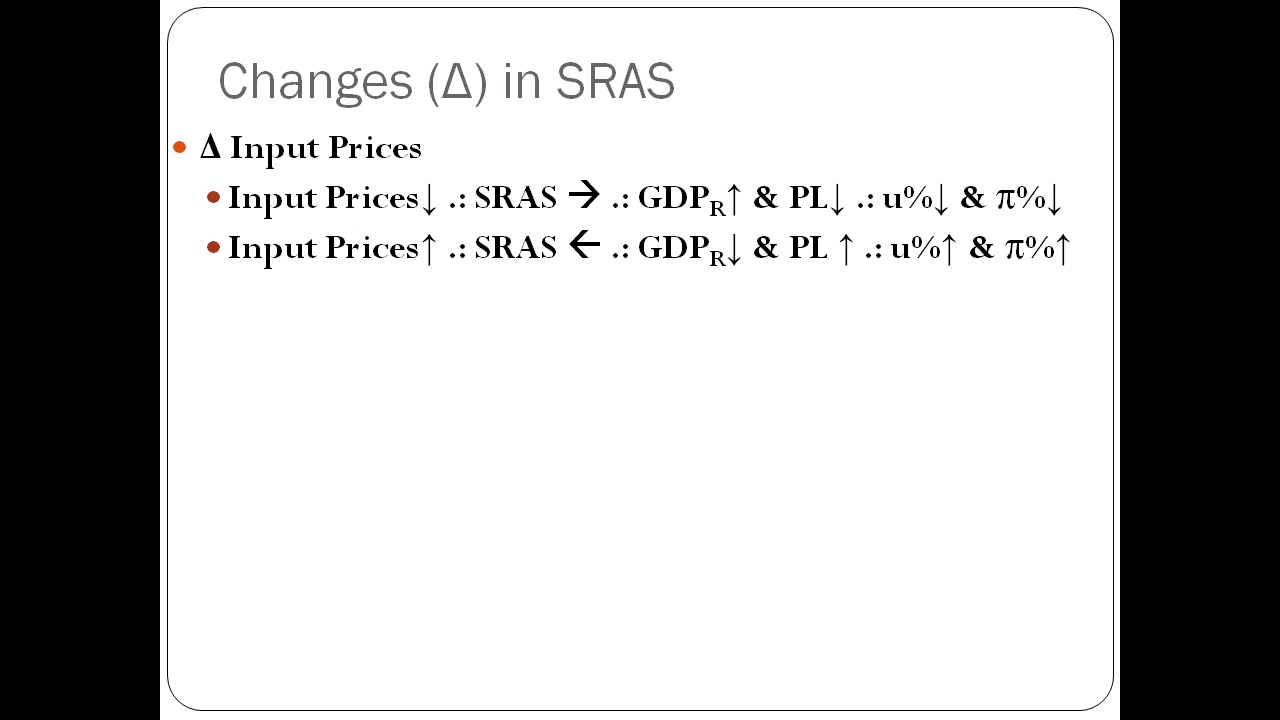 Changes (Δ) in SRAS
• Δ Input Prices
• Input Prices↓ .: SRAS → .: GDPR↑ & PL↓ .: u%↓ & π%↓
• Input Prices↑ .: SRAS ← .: GDPR↓ & PL ↑ .: u%↑ & π%↑